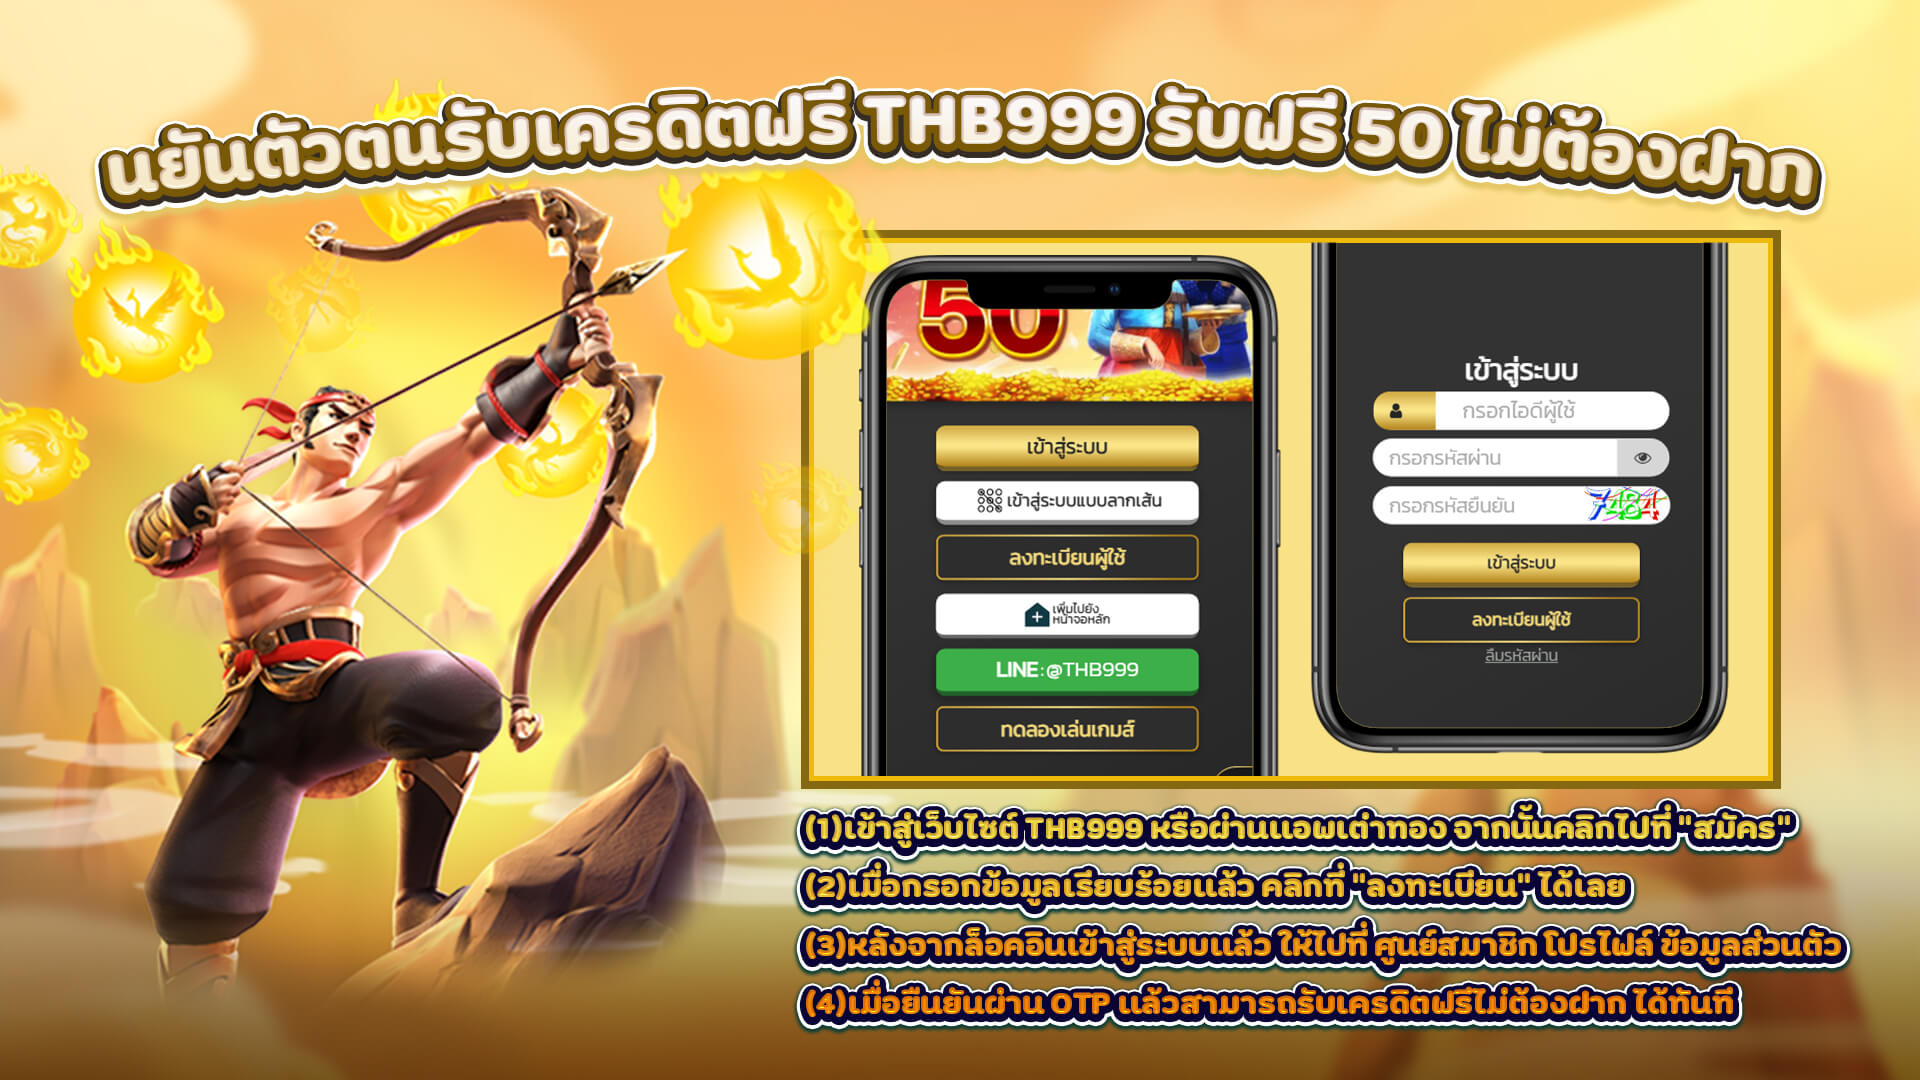 นยันตัวตนรับเครดิตฟรี THB999 รับฟรี 50 ไม่ต้องฝาก
50
เข้าสู่ระบบ
เข้าสู่ระบบแบบลากเส้น
ลงทะเบียนผู้ใช้
เพิ่มไปยัง
หน้าจอหลัก
LINE:@THB999
ทดลองเล่นเกมส์
เข้าสู่ระบบ
กรอกไอดีผู้ใช้
กรอกรหัสผ่าน
กรอกรหัสยืนยัน 7484
เข้าสู่ระบบ
ลงทะเบียนผู้ใช้
ลืมรหัสผ่าน
(1)เข้าสู่เว็บไซต์ THB999 หรือผ่านแอพเต๋าทอง จากนั้นคลิกไปที่ "สมัคร"
(2)เมื่อกรอกข้อมูลเรียบร้อยแล้ว คลิกที่ "ลงทะเบียน" ได้เลย
(3)หลังจากล็อคอินเข้าสู่ระบบแล้ว ให้ไปที่ ศูนย์สมาชิก โปรไฟล์ ข้อมูลส่วนตัว
(4)เมื่อยืนยันผ่าน OTP แล้วสามารถรับเครดิตฟรีไม่ต้องฝาก ได้ทันที